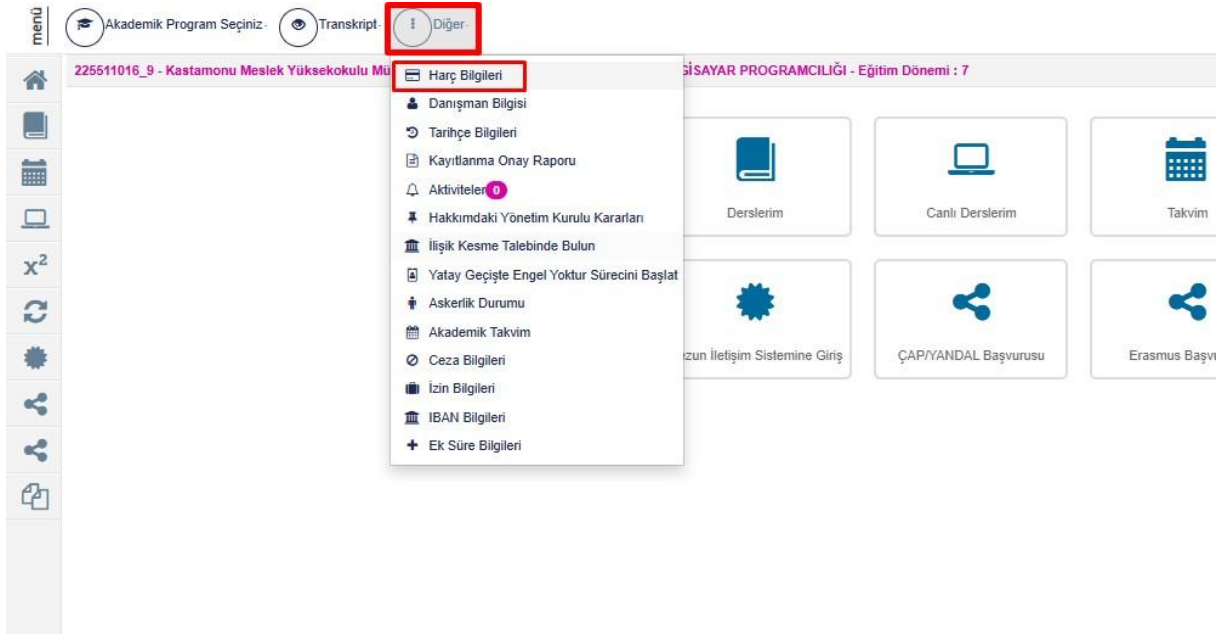 menü
Akademik Program Seçiniz
Transkript
Diğer
225511016_9 - Kastamonu Meslek Yüksekokulu Mü
GİSAYAR PROGRAMCILIĞI - Eğitim Dönemi : 7
Harç Bilgileri
Danışman Bilgisi
Tarihçe Bilgileri
Kayıtlanma Onay Raporu
Aktiviteler 0
Hakkımdaki Yönetim Kurulu Kararları
İlişik Kesme Talebinde Bulun
Yatay Geçişte Engel Yoktur Sürecini Başlat
Askerlik Durumu
Akademik Takvim
Ceza Bilgileri
İzin Bilgileri
IBAN Bilgileri
Ek Süre Bilgileri
Derslerim
Canlı Derslerim
Takvim
zun İletişim Sistemine Giriş
ÇAP/YANDAL Başvurusu
Erasmus Başvu
x²